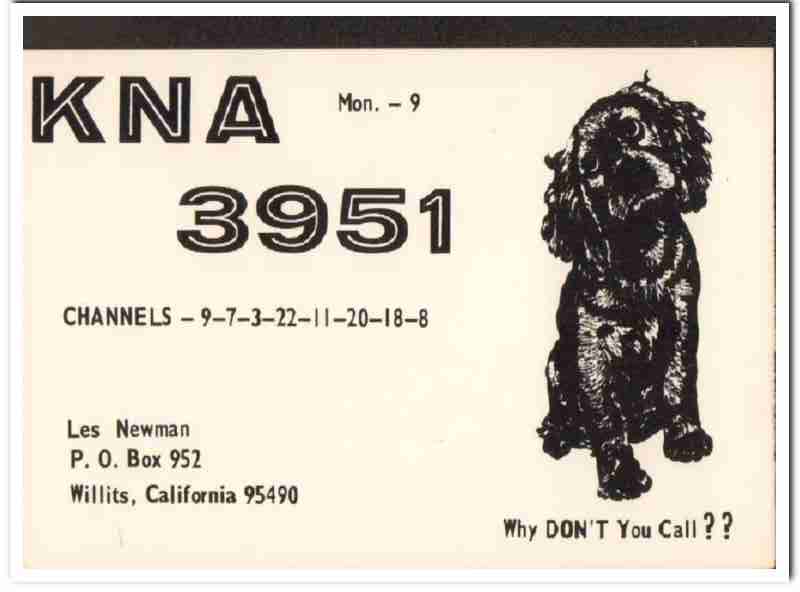 KNA
Mon. – 9
3951
CHANNELS – 9–7–3–22–11–20–18–8
Les Newman
P. O. Box 952
Willits, California 95490
Why DON'T You Call ? ?